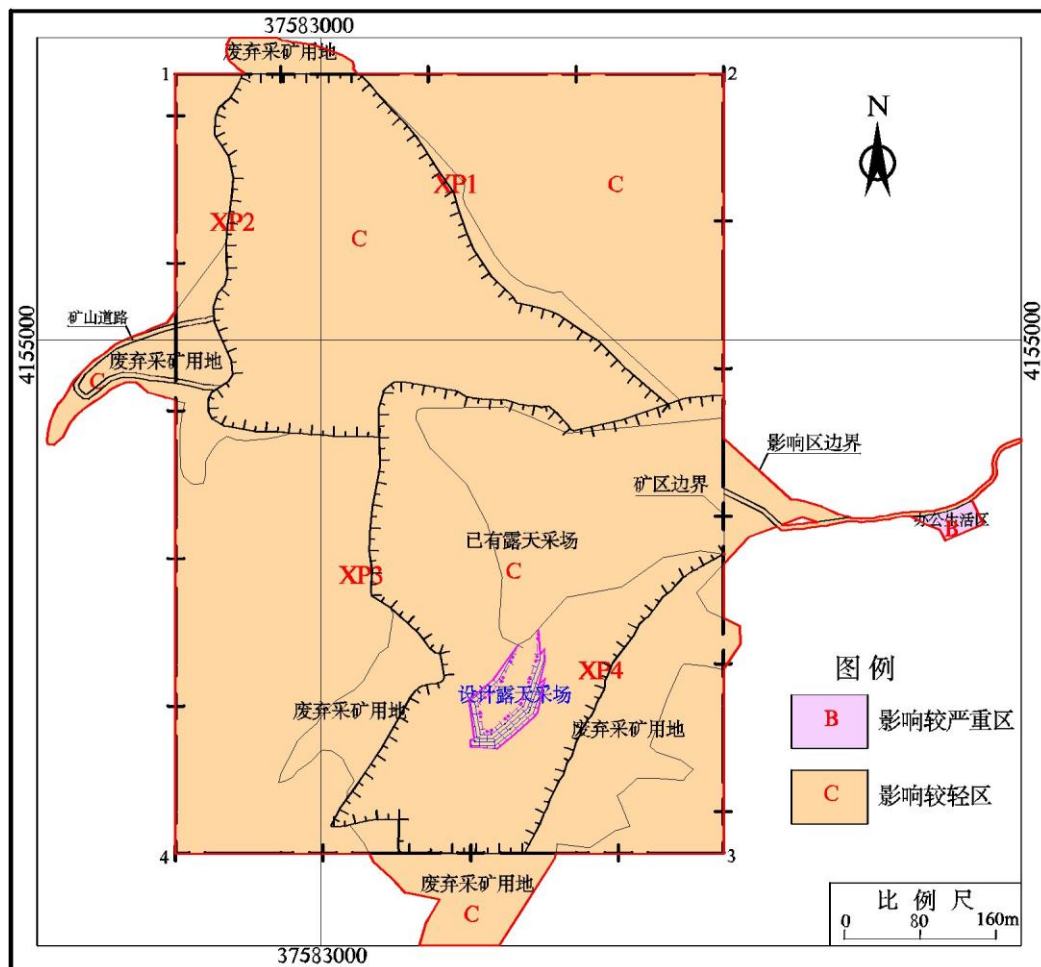 37583000
废弃采矿用地
1
2
N
XP1
C
XP2
C
4155000
4155000
矿山道路
废弃采矿用地
C
影响区边界
矿区边界
办公生活区
B
已有露天采场
C
XP3
XP4
设计露天采场
废弃采矿用地
废弃采矿用地
图 例
B
影响较严重区
C
影响较轻区
4
3
废弃采矿用地
C
比 例 尺
0
80
160m
37583000